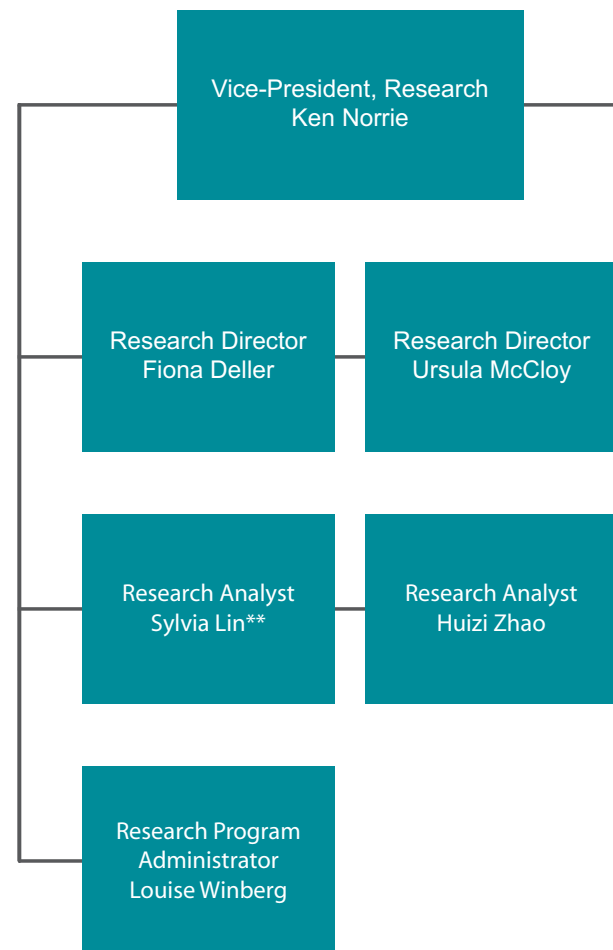 Vice-President, Research
Ken Norrie
Research Director
Fiona Deller
Research Director
Ursula McCloy
Research Analyst
Sylvia Lin**
Research Analyst
Huizi Zhao
Research Program
Administrator
Louise Winberg